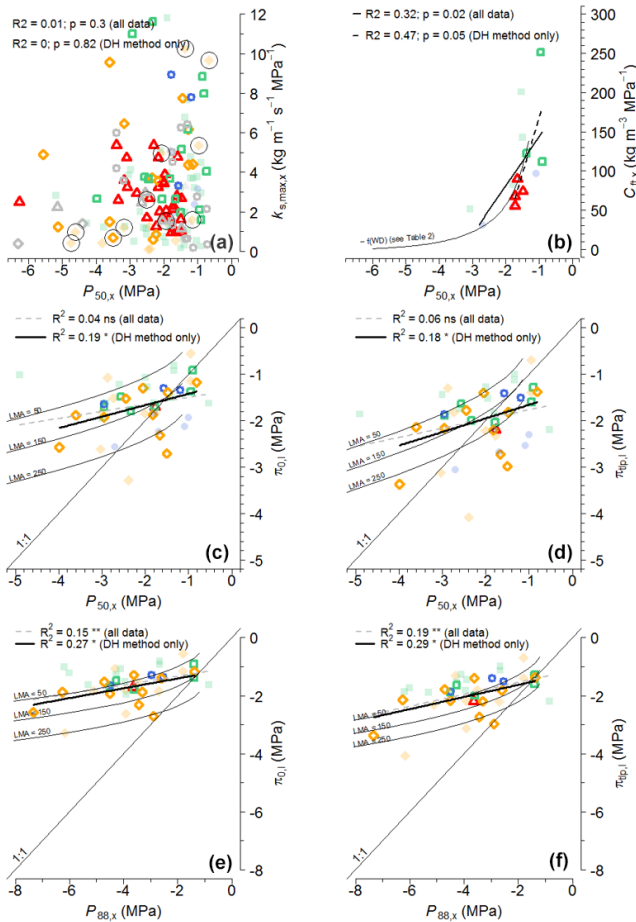 R2 = 0.01; p = 0.3 (all data)
R2 = 0; p = 0.82 (DH method only)
12
10
8
6
4
2
0
k_s,max,x (kg m⁻¹ s⁻¹ MPa⁻¹)
(a)
-6 -5 -4 -3 -2 -1 0
P_50,x (MPa)
R2 = 0.32; p = 0.02 (all data)
R2 = 0.47; p = 0.05 (DH method only)
300
250
200
150
100
50
0
C_ft,x (kg m⁻³ MPa⁻¹)
– f(WD) (see Table 2)
(b)
-6 -5 -4 -3 -2 -1 0
P_50,x (MPa)
R² = 0.04 ns (all data)
R² = 0.19 * (DH method only)
LMA = 50
LMA = 150
LMA = 250
1:1
0
-1
-2
-3
-4
-5
π_0,l (MPa)
(c)
-5 -4 -3 -2 -1 0
P_50,x (MPa)
R² = 0.06 ns (all data)
R² = 0.18 * (DH method only)
LMA = 50
LMA = 150
LMA = 250
1:1
0
-1
-2
-3
-4
-5
π_tlp,l (MPa)
(d)
-5 -4 -3 -2 -1 0
P_50,x (MPa)
R² = 0.15 ** (all data)
R² = 0.27 * (DH method only)
LMA < 50
LMA = 150
LMA < 250
1:1
0
-2
-4
-6
-8
π_0,l (MPa)
(e)
-8 -6 -4 -2 0
P_88,x (MPa)
R² = 0.19 ** (all data)
R² = 0.29 * (DH method only)
LMA = 50
LMA = 150
LMA = 250
1:1
0
-2
-4
-6
-8
π_tlp,l (MPa)
(f)
-8 -6 -4 -2 0
P_88,x (MPa)